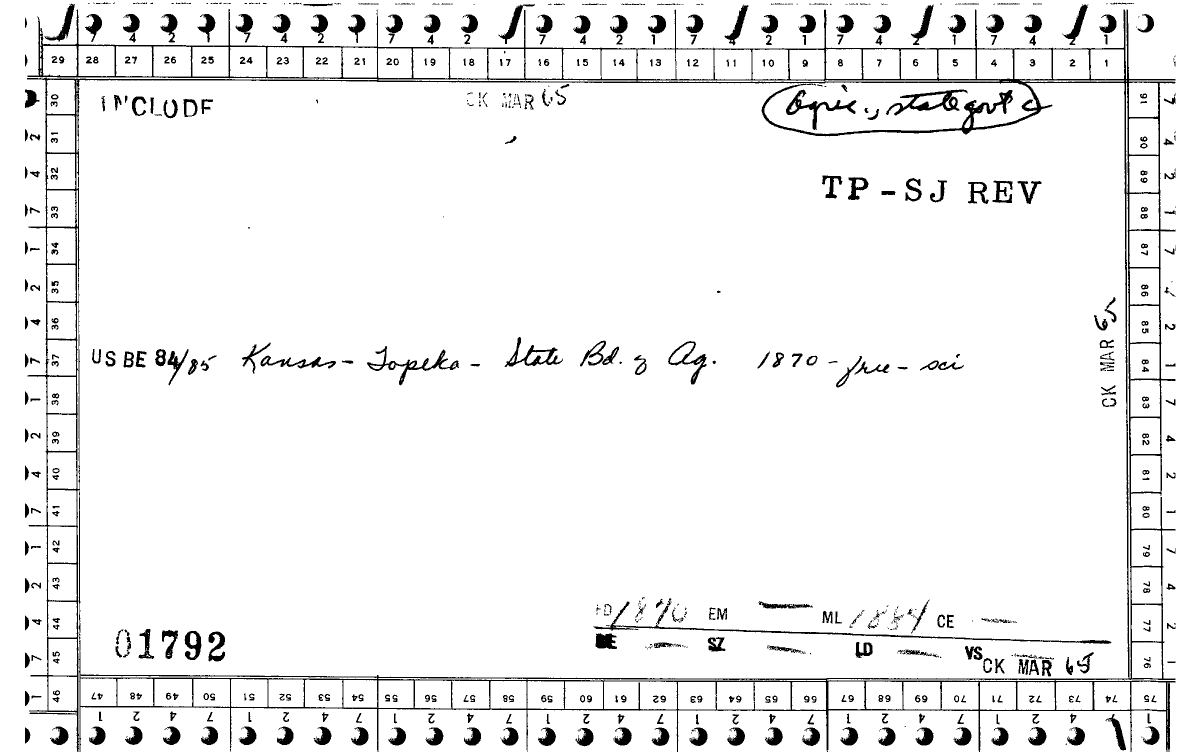 7 4 2 1 7 4 2 1 7 4 2 1 7 4 2 1 7 4 2 1 7 4 2 1 7 4 2 1
29 28 27 26 25 24 23 22 21 20 19 18 17 16 15 14 13 12 11 10 9 8 7 6 5 4 3 2 1
INCLUDE CK MAR 65 Agric., state govt
TP-SJ REV
US BE 84/85 Kansas- Topeka- State Bd. of Ag. 1870- free- sci
CK MAR 65
FD 1870 EM — ML 1884 CE —
BE — SZ — LD — VS —
01792
CK MAR 65
30 31 32 33 34 35 36 37 38 39 40 41 42 43 44 45 46
91 90 89 88 87 86 85 84 83 82 81 80 79 78 77 76
47 48 49 50 51 52 53 54 55 56 57 58 59 60 61 62 63 64 65 66 67 68 69 70 71 72 73 74 75
1 2 4 7 1 2 4 7 1 2 4 7 1 2 4 7 1 2 4 7 1 2 4 7 1 2 4